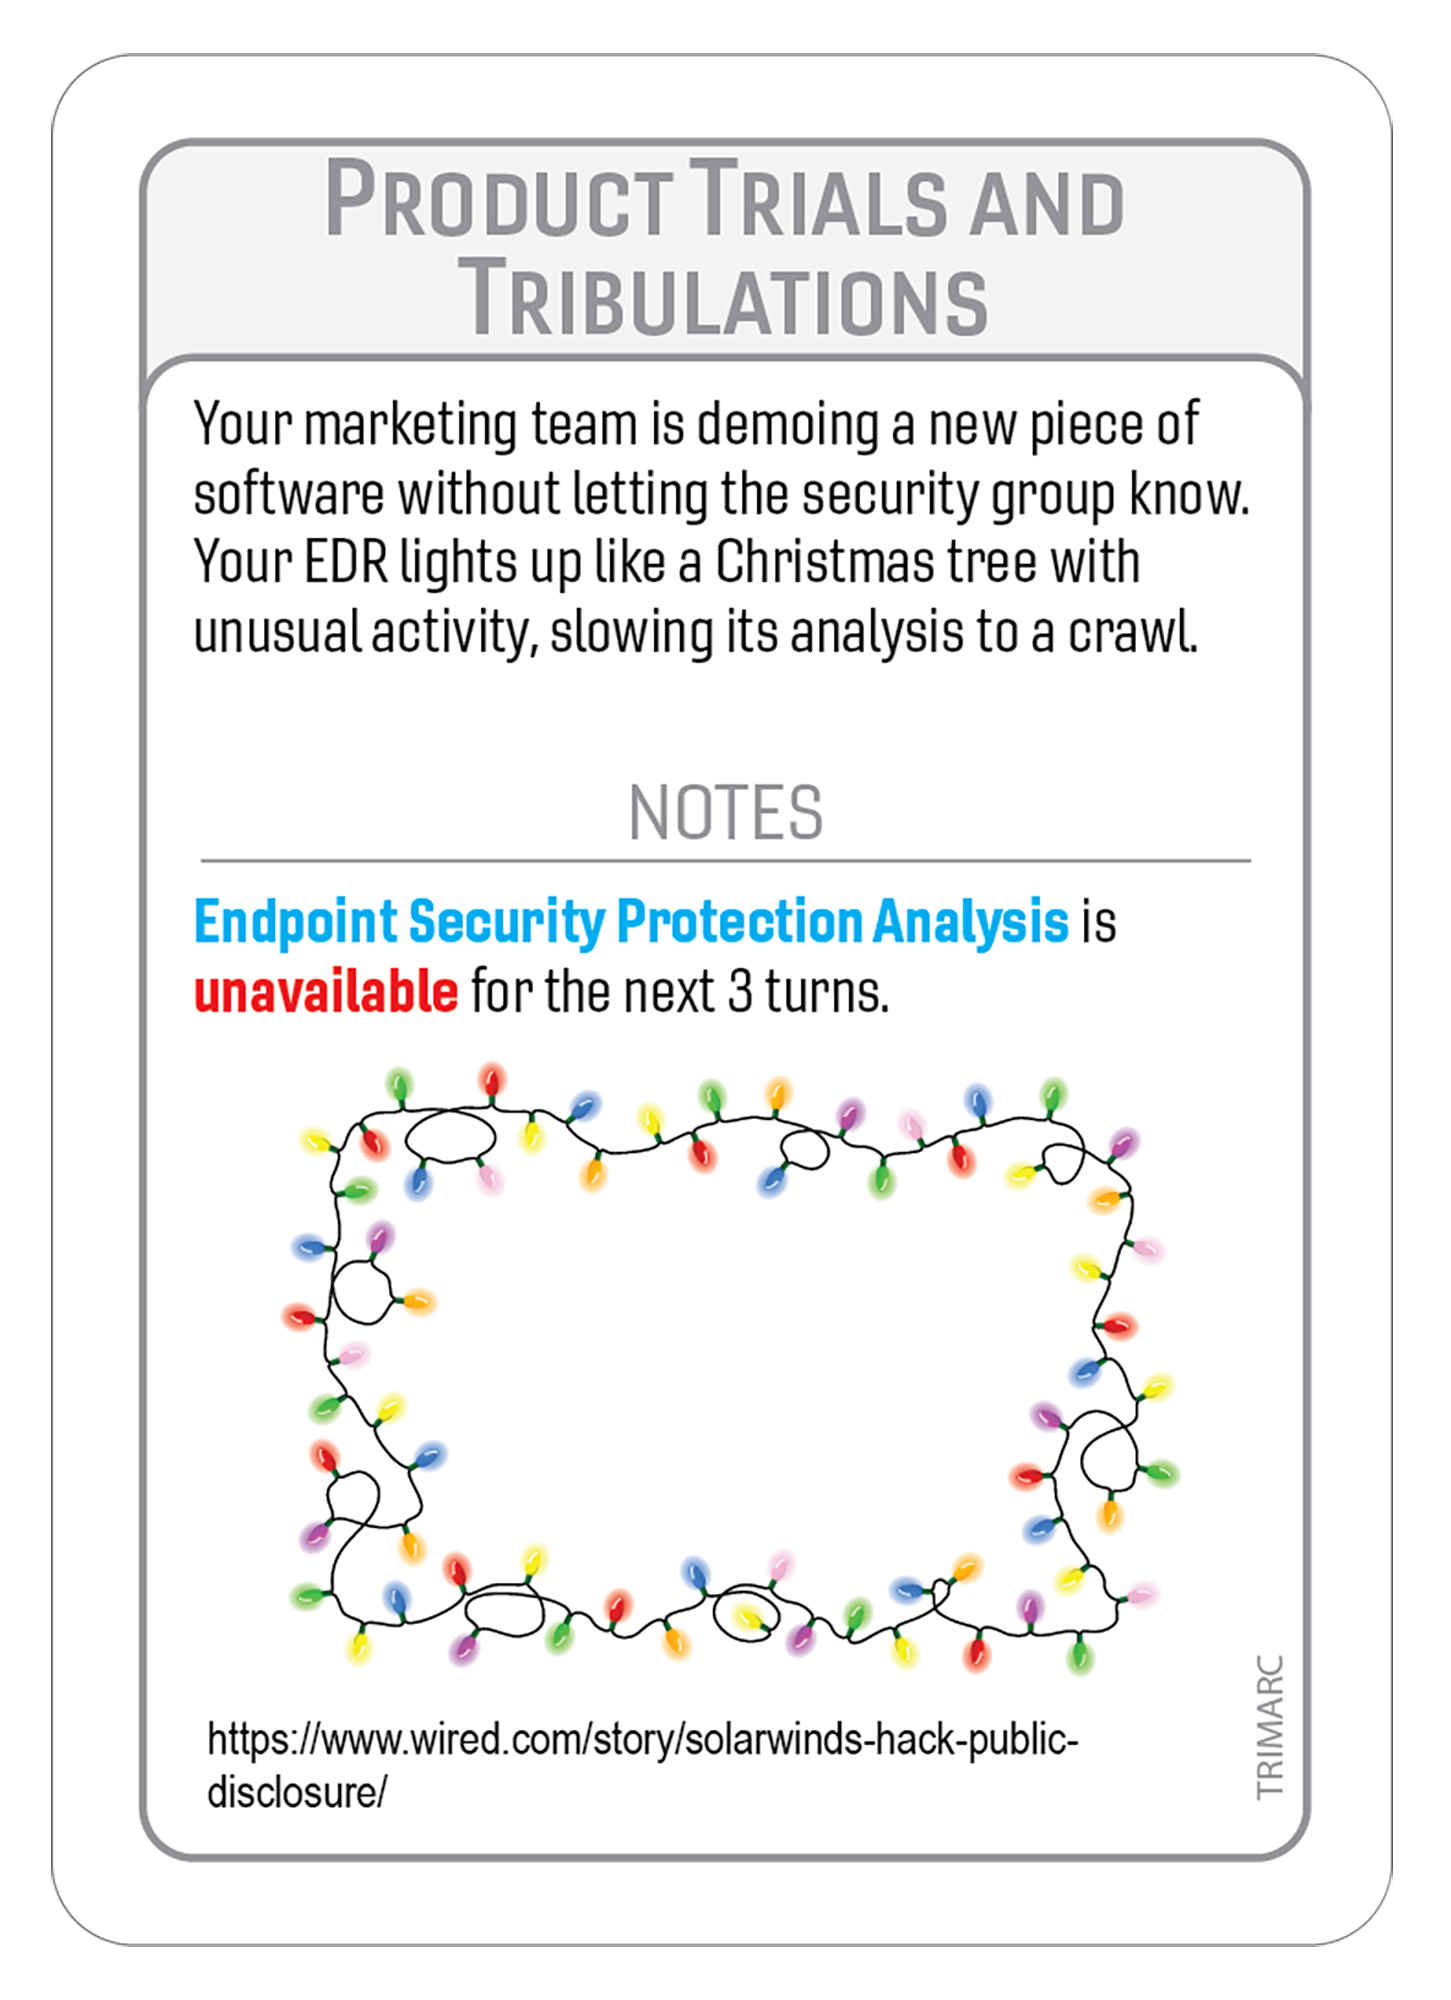 Product Trials and
Tribulations
Your marketing team is demoing a new piece of
software without letting the security group know.
Your EDR lights up like a Christmas tree with
unusual activity, slowing its analysis to a crawl.
NOTES
Endpoint Security Protection Analysis is
unavailable for the next 3 turns.
https://www.wired.com/story/solarwinds-hack-public-
disclosure/
TRIMARC